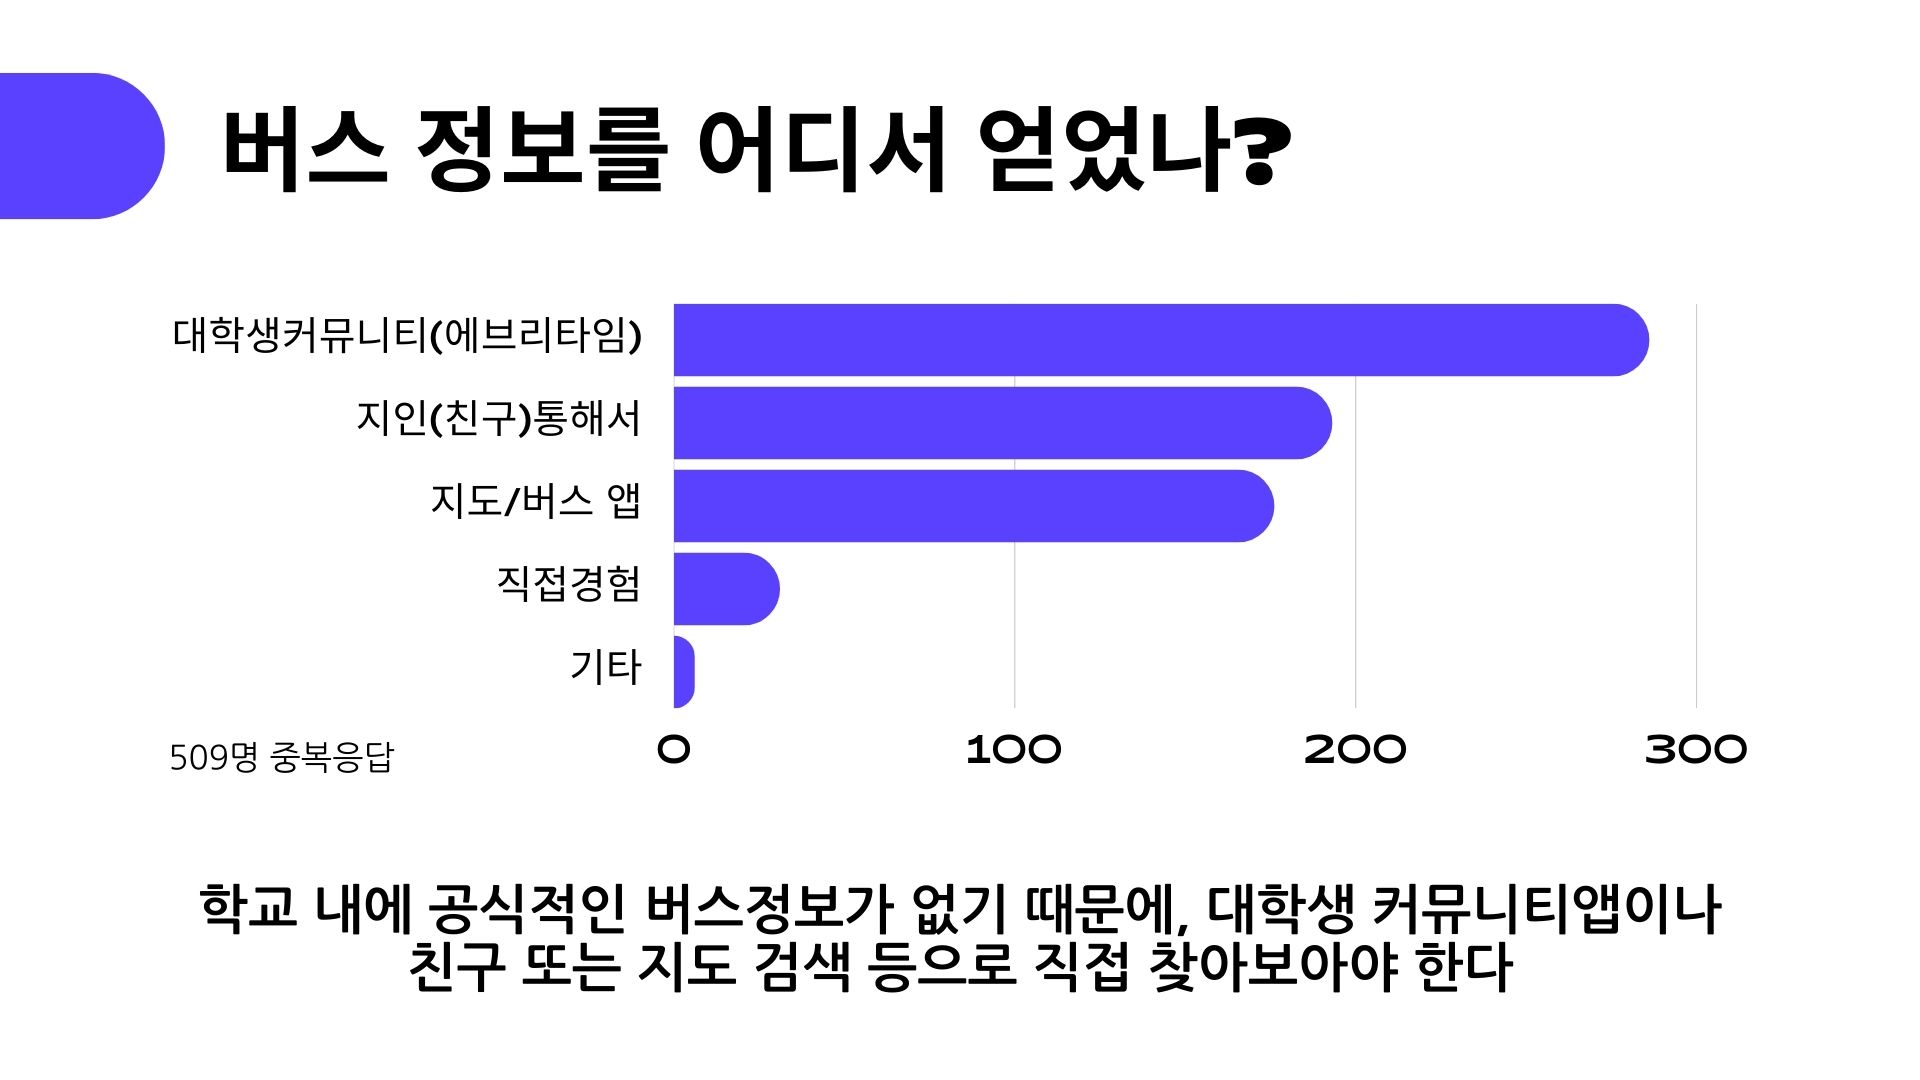 버스 정보를 어디서 얻었나?
대학생커뮤니티(에브리타임)
지인(친구)통해서
지도/버스 앱
직접경험
기타
509명 중복응답
0 100 200 300
학교 내에 공식적인 버스정보가 없기 때문에, 대학생 커뮤니티앱이나
친구 또는 지도 검색 등으로 직접 찾아보아야 한다